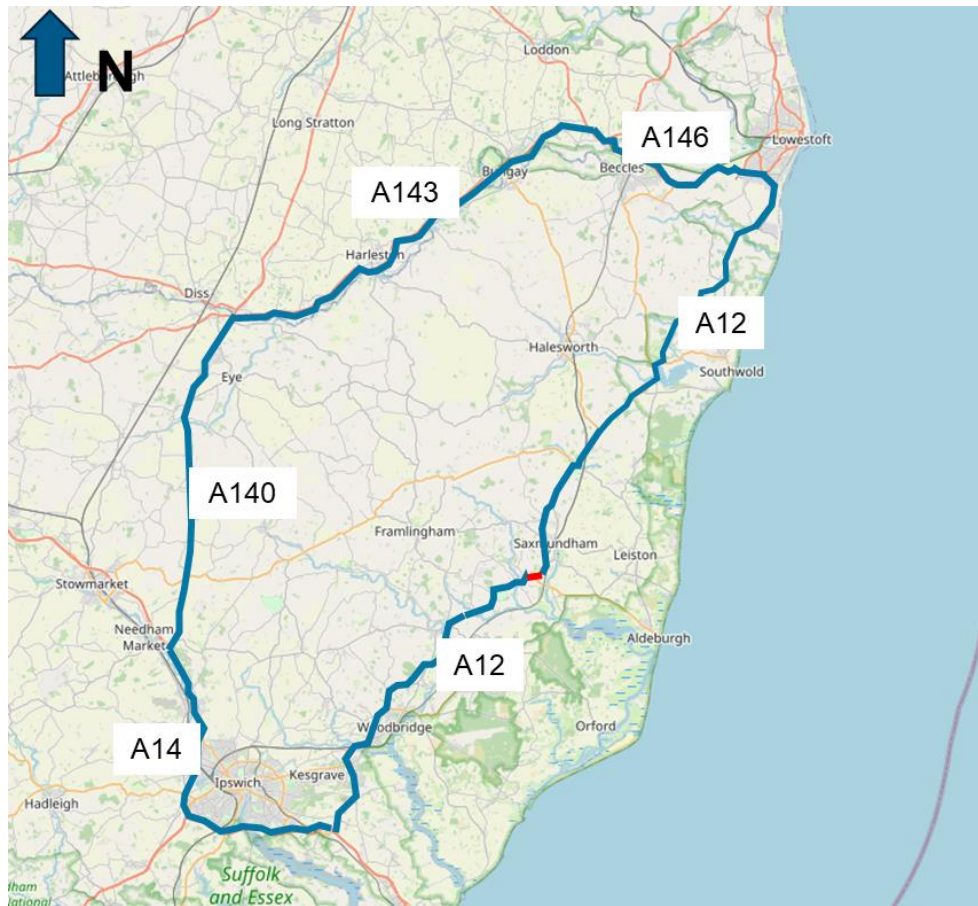 N
Attleborough
Loddon
Long Stratton
Lowestoft
A146
Bungay
Beccles
A143
Harleston
Diss
A12
Halesworth
Southwold
Eye
A140
Framlingham
Saxmundham
Leiston
Stowmarket
Needham
Market
Aldeburgh
A12
Orford
Woodbridge
A14
Kesgrave
Ipswich
Hadleigh
Suffolk
and Essex